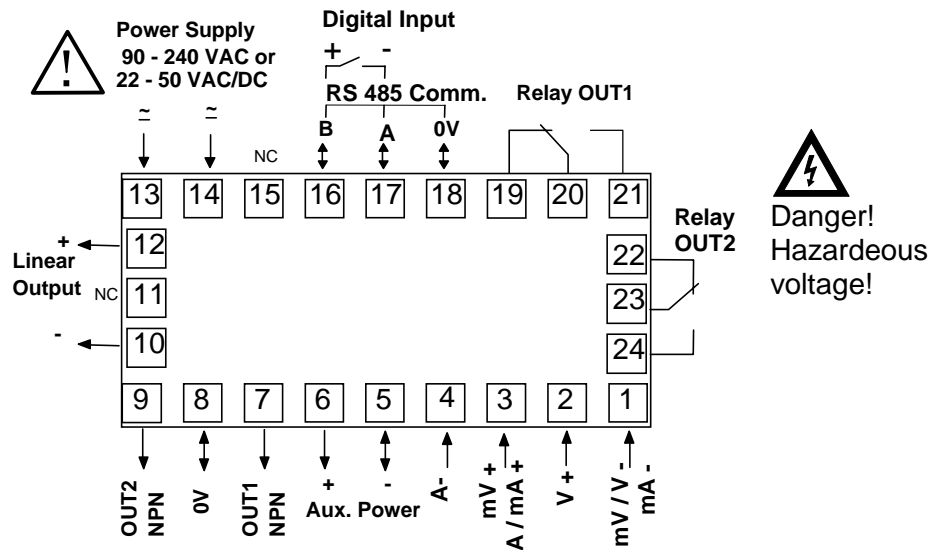 Power Supply
90 - 240 VAC or
22 - 50 VAC/DC
Digital Input
+ -
RS 485 Comm.
Relay OUT1
B A 0V
~ ~
NC
13 14 15 16 17 18 19 20 21
Danger!
Hazardeous
voltage!
Relay
OUT2
+
Linear
Output
-
12
NC 11
10
22
23
24
9 8 7 6 5 4 3 2 1
OUT2
NPN
0V
OUT1
NPN
+ -
Aux. Power
A-
mV +
A / mA +
V +
mV / V -
mA -